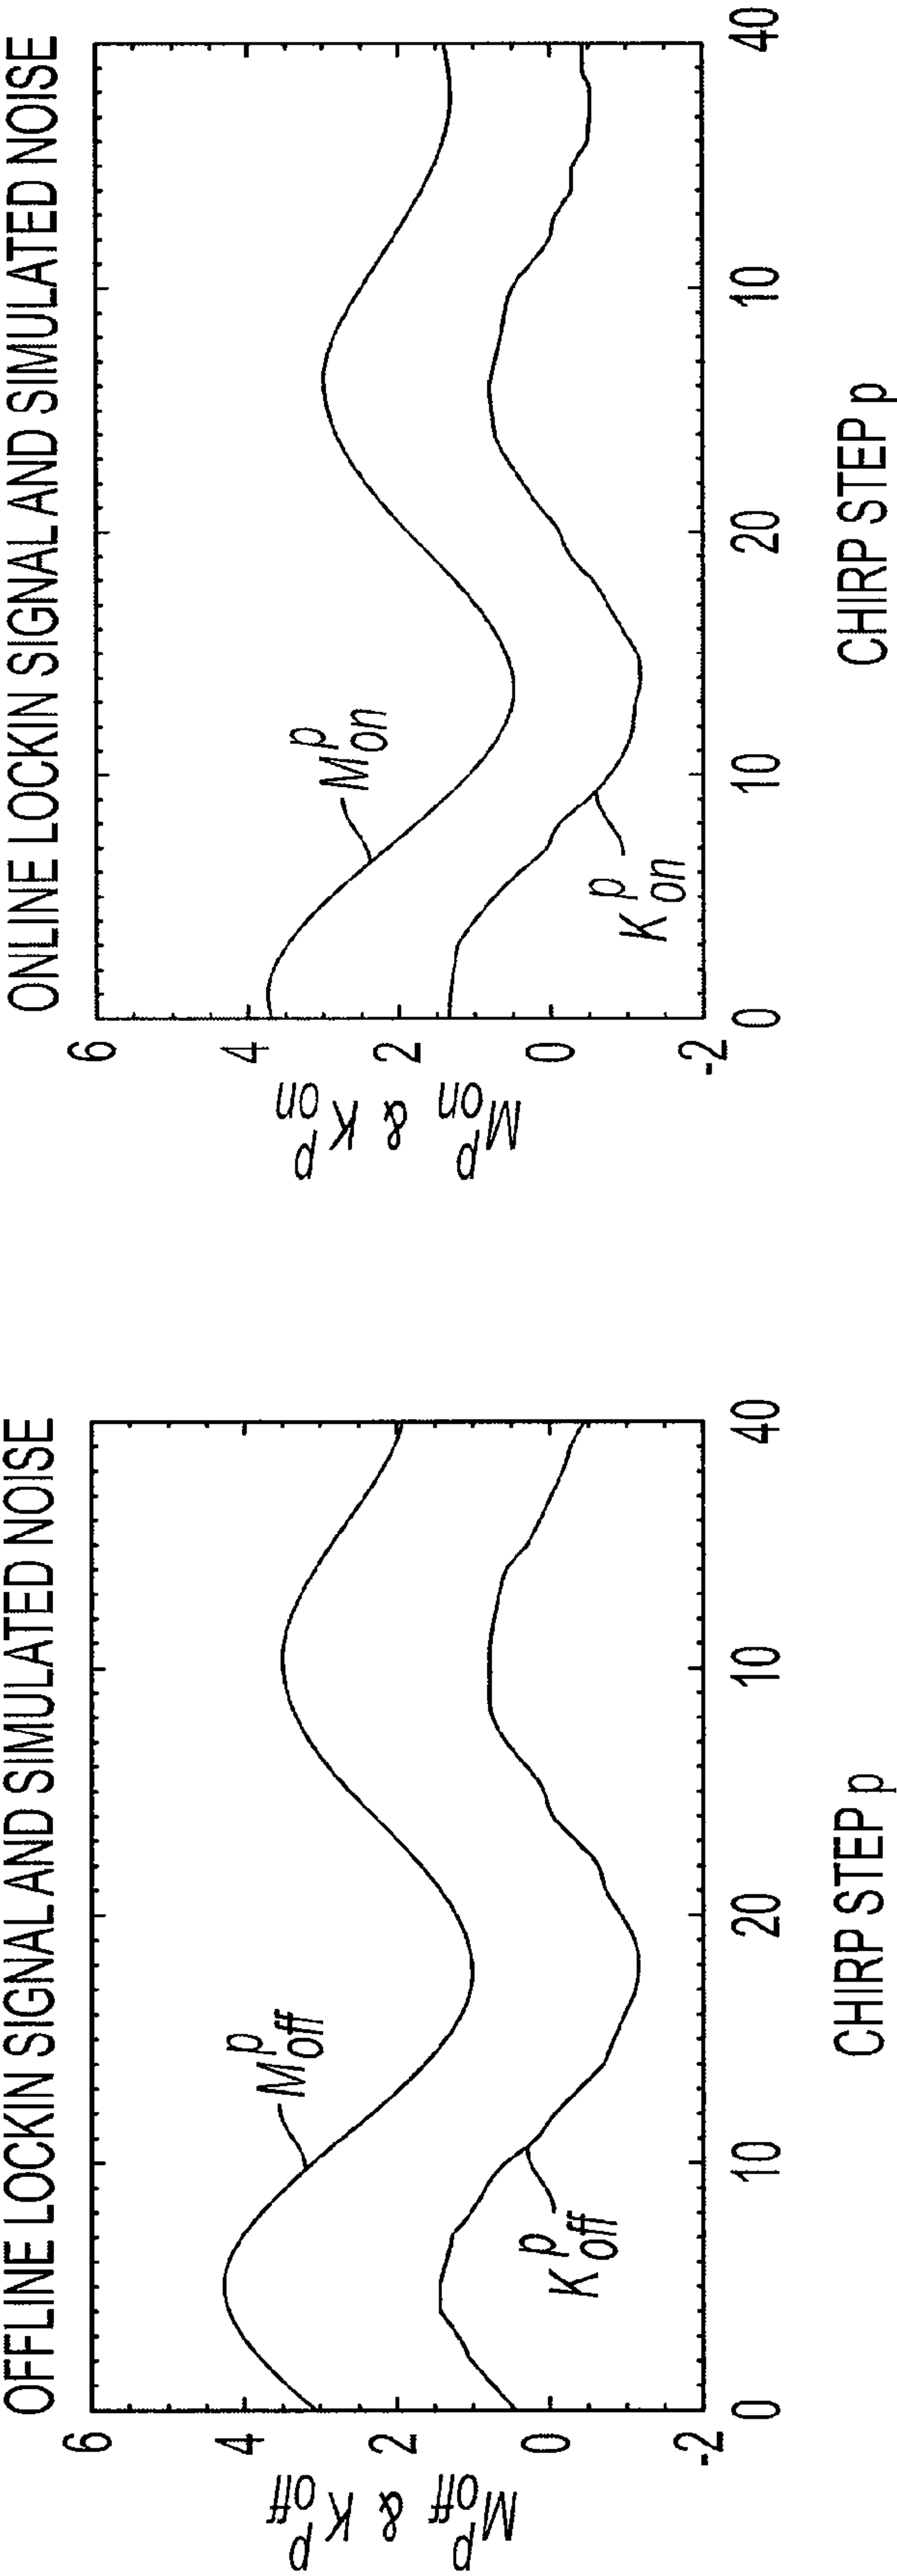 OFFLINE LOCKIN SIGNAL AND SIMULATED NOISE
M^p_off & K^p_off
6
4
2
0
-2
M^p_off
K^p_off
0 10 20 10 40
CHIRP STEP p
ONLINE LOCKIN SIGNAL AND SIMULATED NOISE
M^p_on & K^p_on
6
4
2
0
-2
M^p_on
K^p_on
0 10 20 10 40
CHIRP STEP p